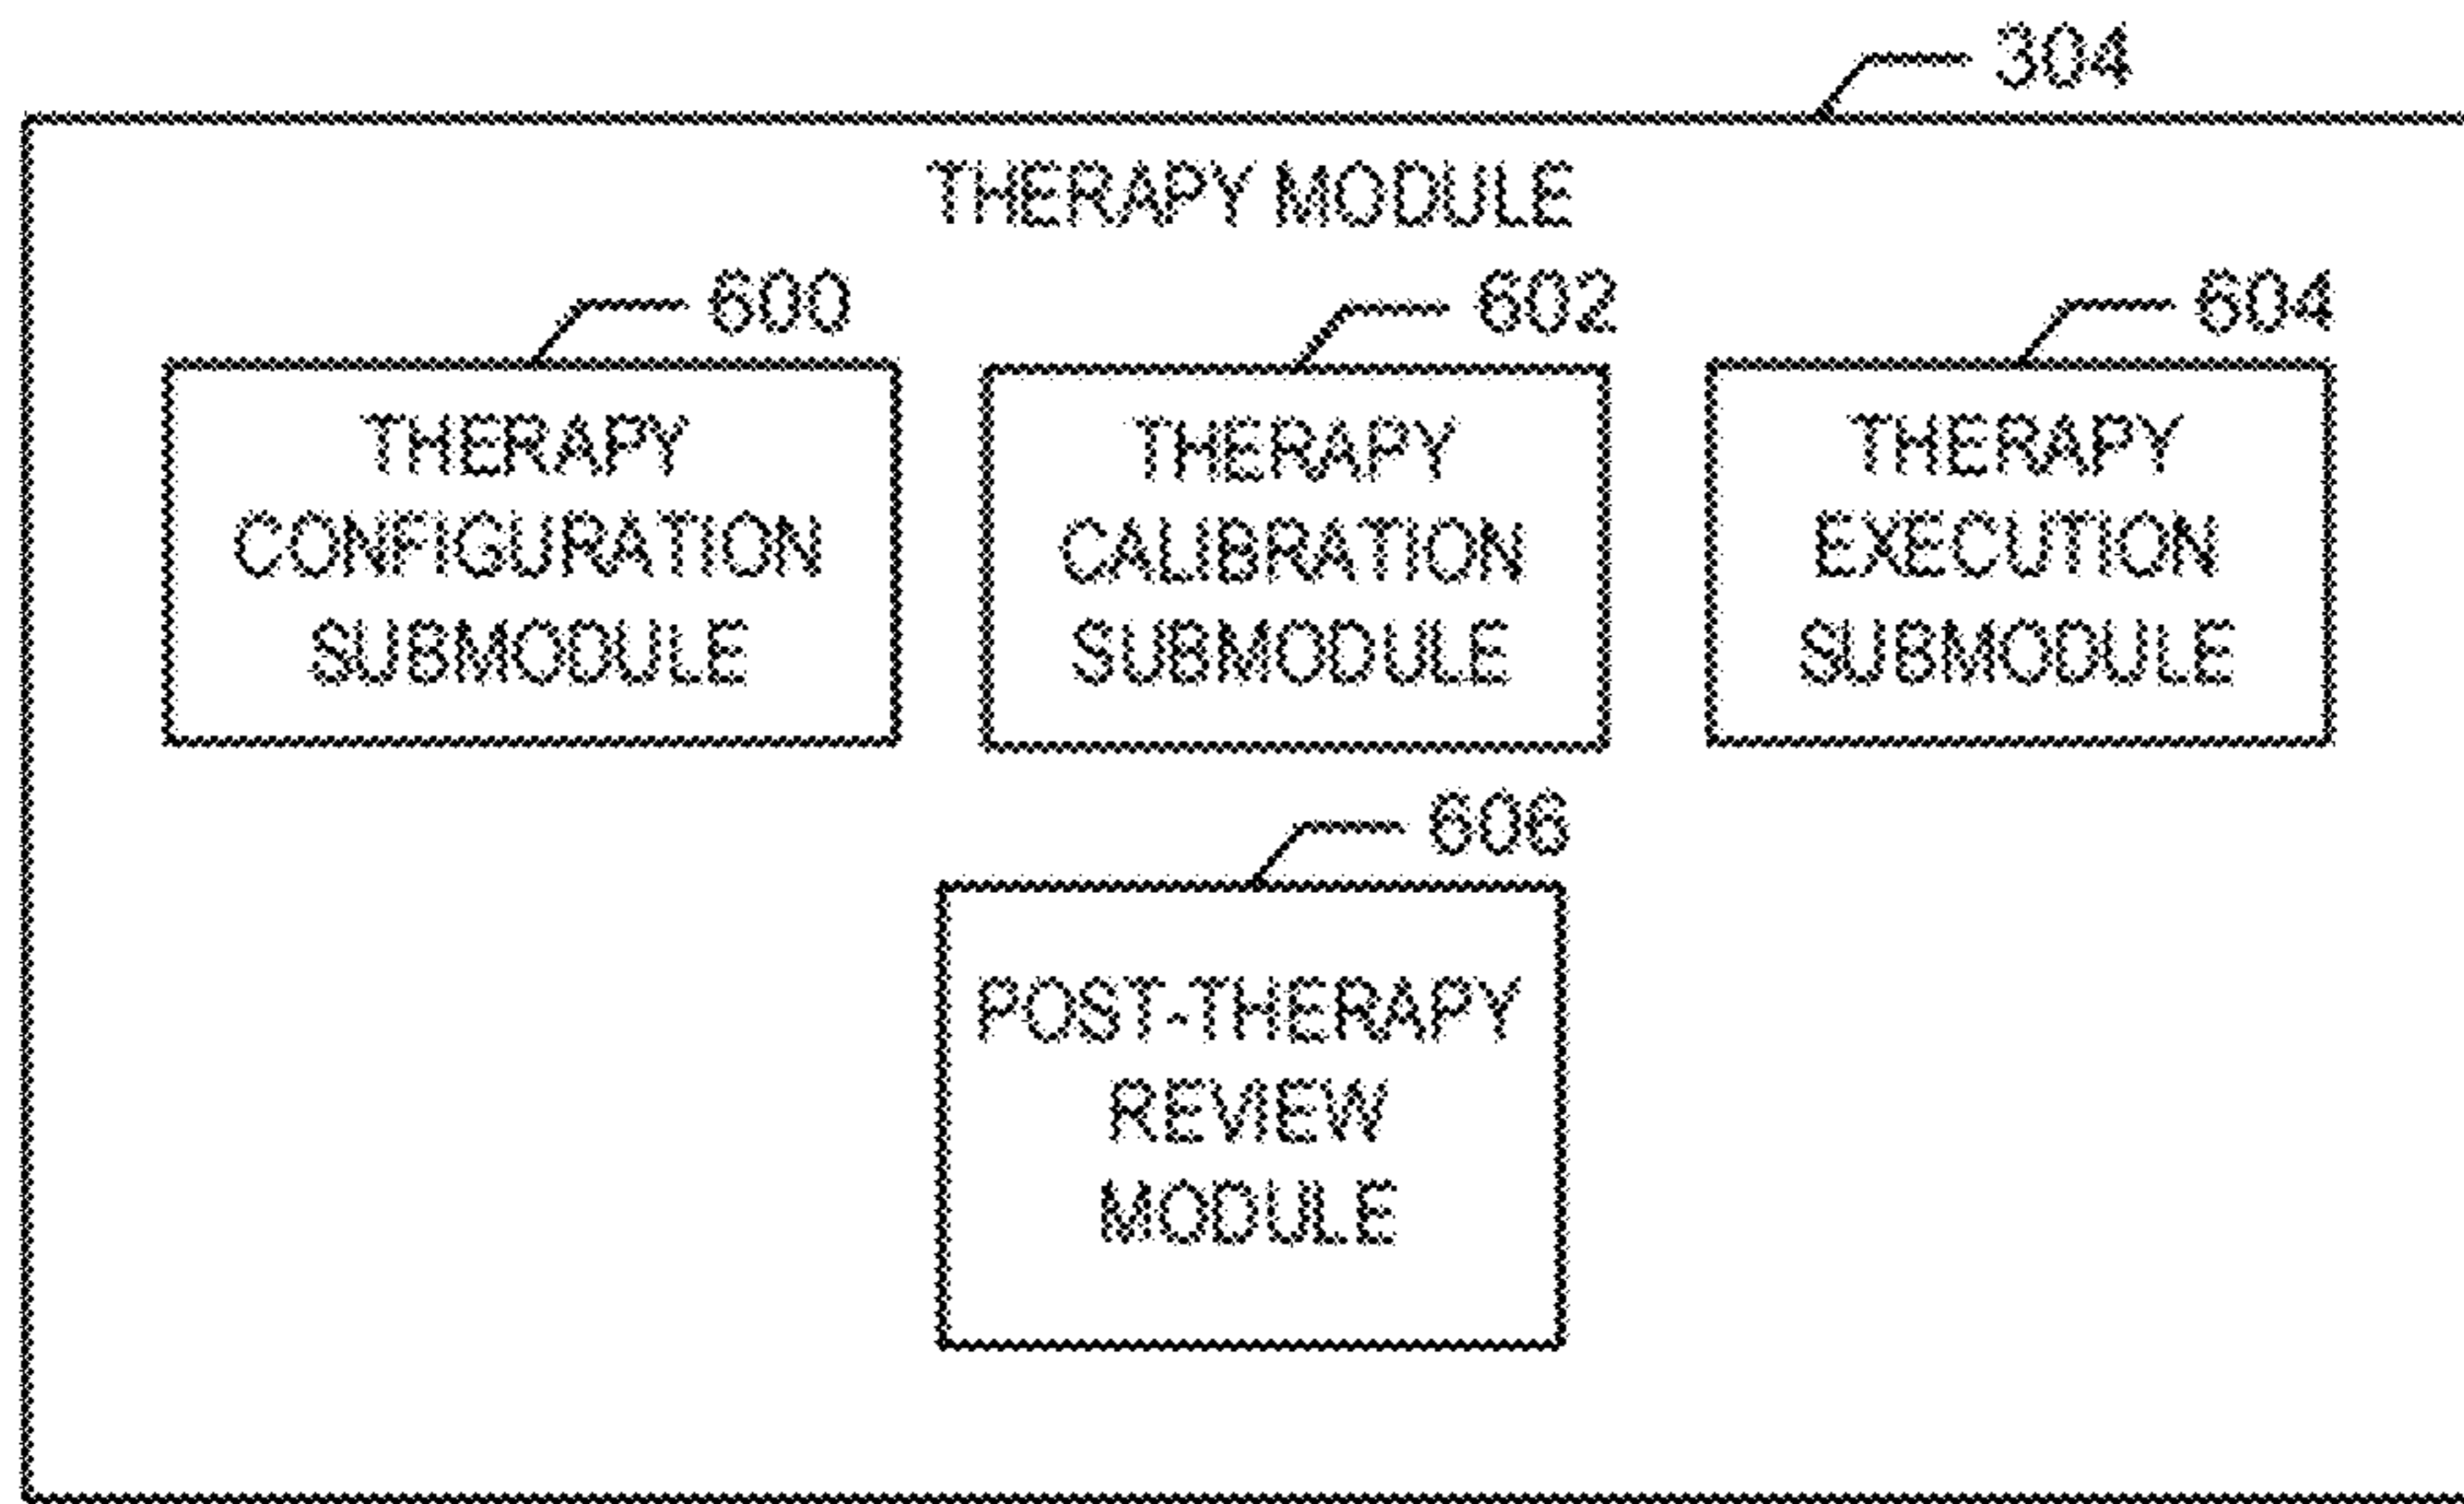 304
THERAPY MODULE
600
602
604
THERAPY
CONFIGURATION
SUBMODULE
THERAPY
CALIBRATION
SUBMODULE
THERAPY
EXECUTION
SUBMODULE
606
POST-THERAPY
REVIEW
MODULE